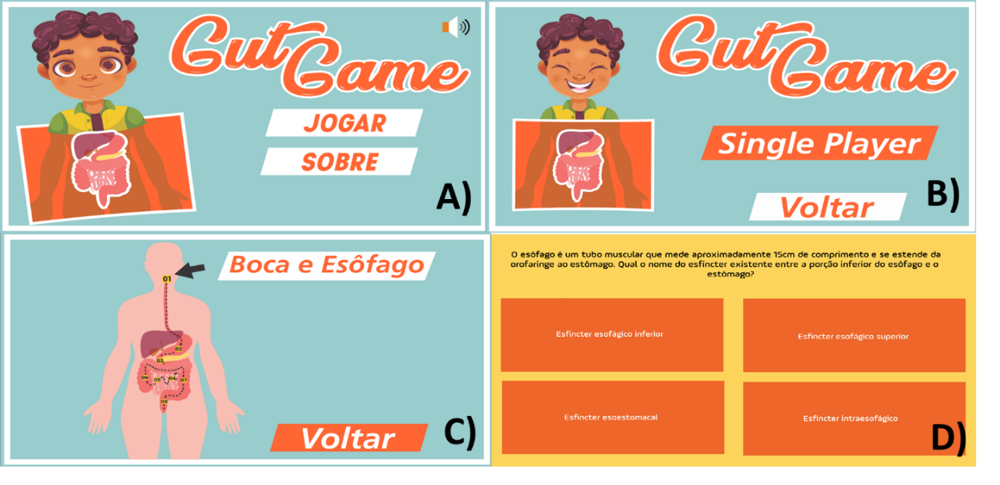 Gut Game
JOGAR
SOBRE
A)
Gut Game
Single Player
Voltar
B)
Boca e Esôfago
01
02
03
06
05
04
07
08
Voltar
C)
O esôfago é um tubo muscular que mede aproximadamente 15cm de comprimento e se estende da
orofaringe ao estômago. Qual o nome do esfíncter existente entre a porção inferior do esôfago e o
estômago?
Esfíncter esofágico inferior
Esfíncter esofágico superior
Esfíncter esoestomacal
Esfíncter intraesofágico
D)